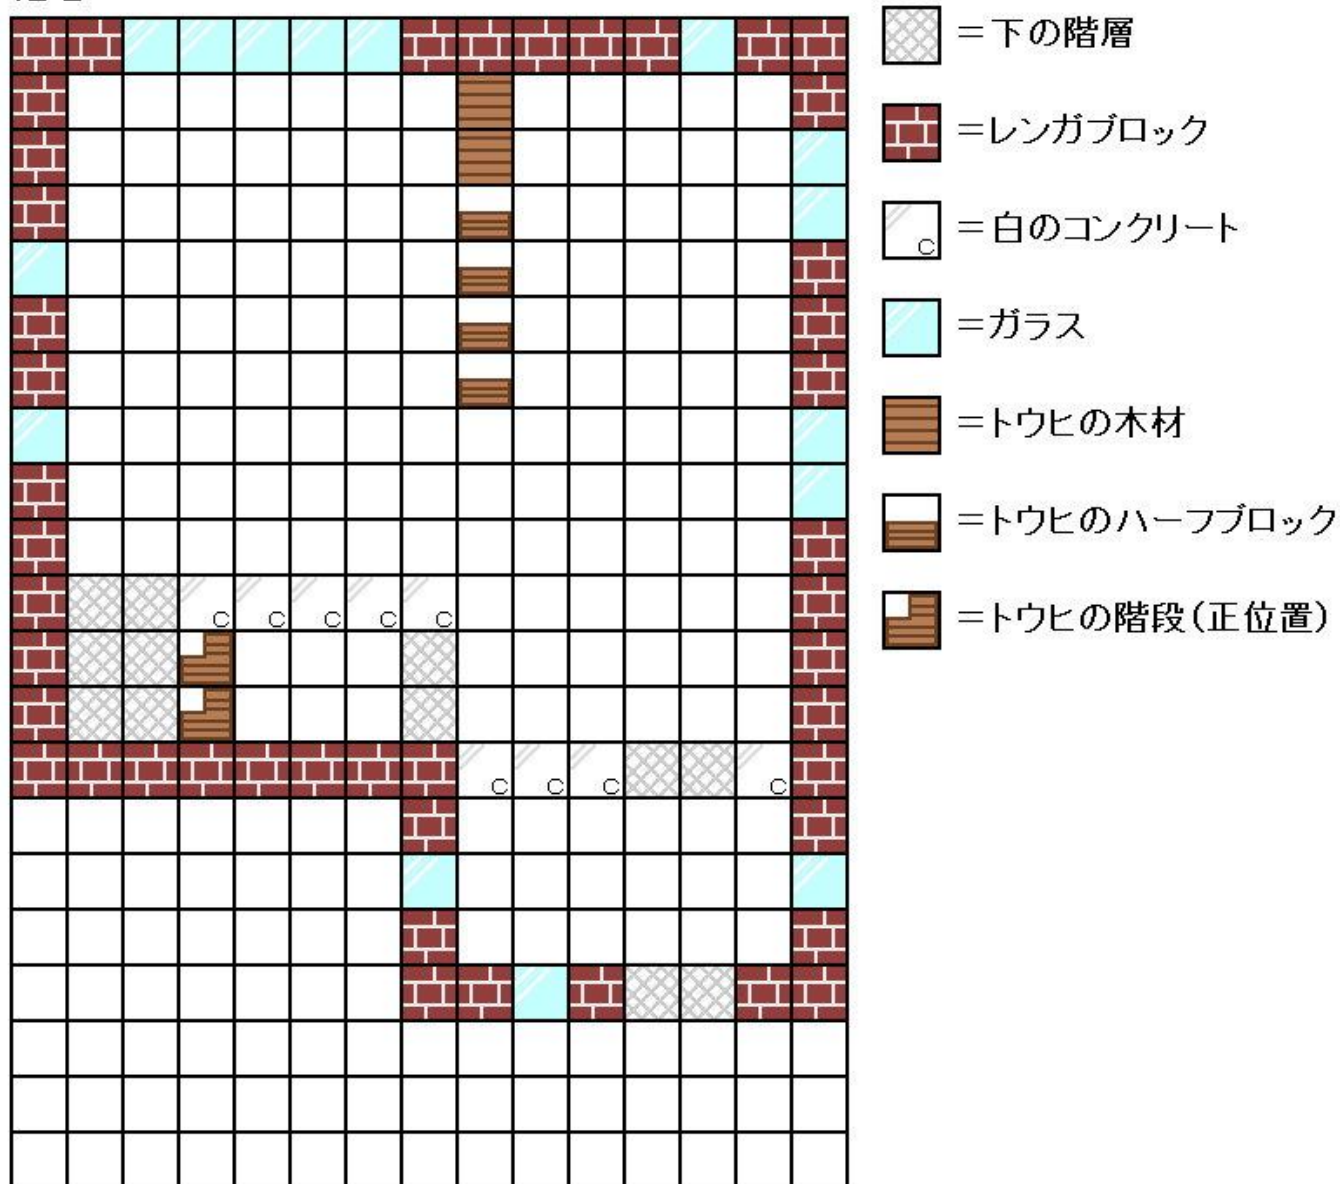 =下の階層
=レンガブロック
=白のコンクリート
=ガラス
=トウヒの木材
=トウヒのハーフブロック
=トウヒの階段(正位置)
C
C C C C C
C C C C